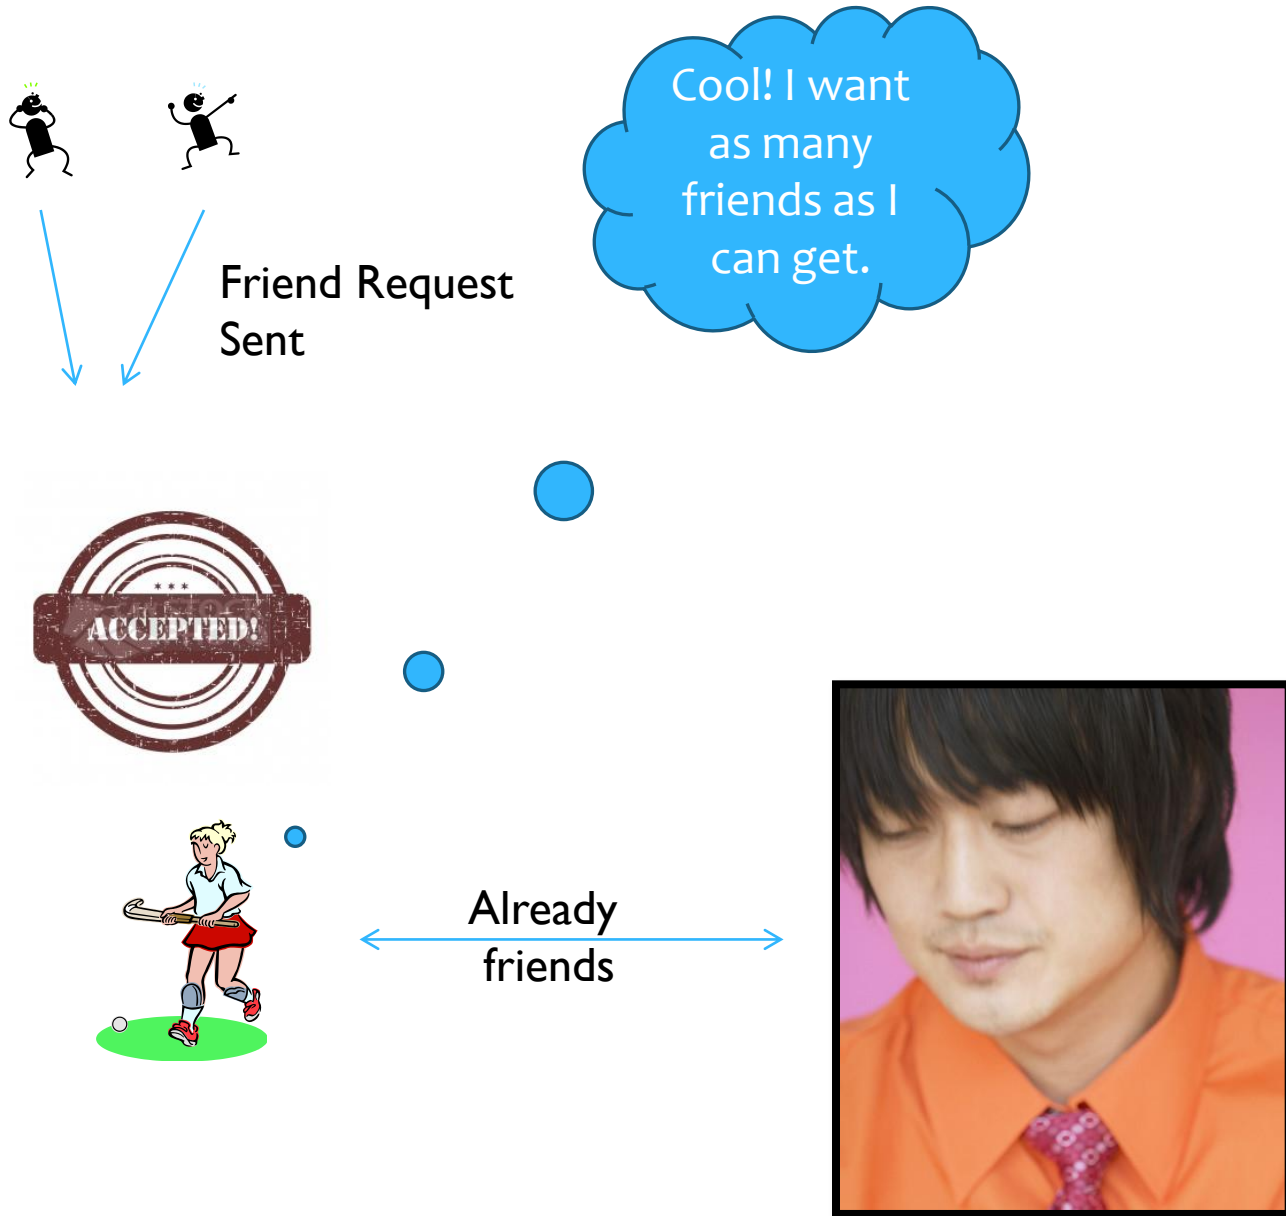 Cool! I want
as many
friends as I
can get.
Friend Request
Sent
ACCEPTED!
Already
friends